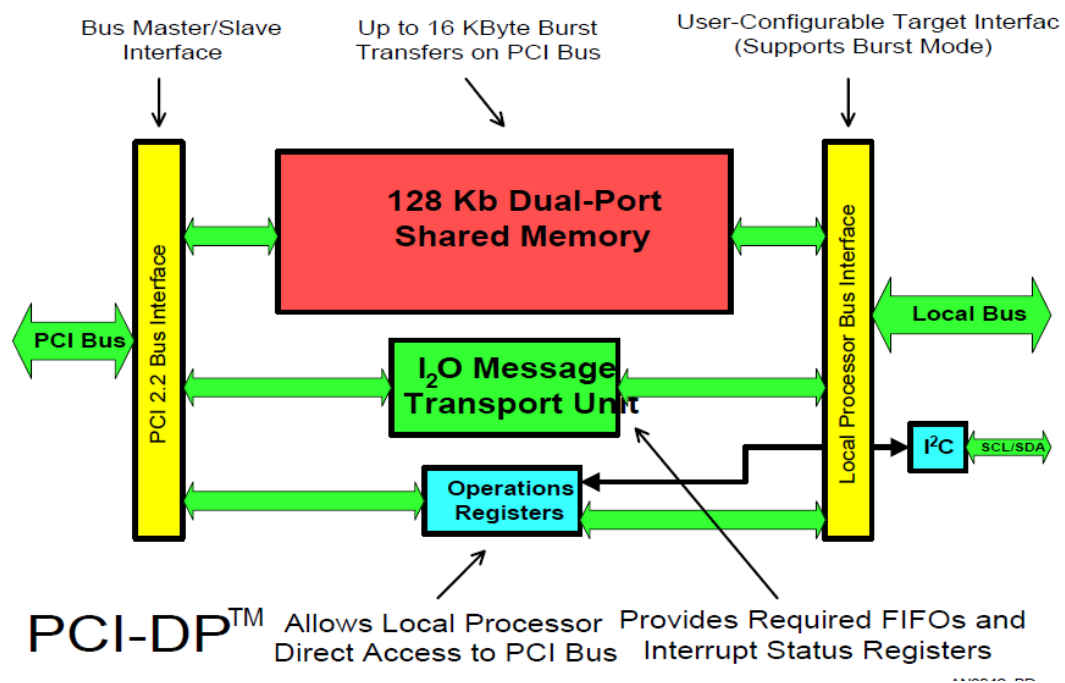 Bus Master/Slave
Interface
Up to 16 KByte Burst
Transfers on PCI Bus
User-Configurable Target Interfac
(Supports Burst Mode)
128 Kb Dual-Port
Shared Memory
PCI 2.2 Bus Interface
Local Processor Bus Interface
PCI Bus
Local Bus
I₂O Message
Transport Unit
I²C
SCL/SDA
Operations
Registers
PCI-DP™
Allows Local Processor
Direct Access to PCI Bus
Provides Required FIFOs and
Interrupt Status Registers